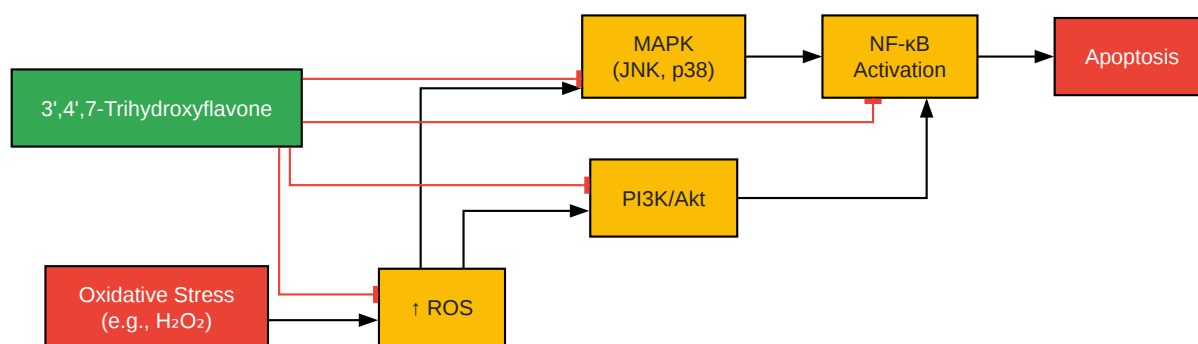 MAPK
(JNK, p38)
NF-κB
Activation
Apoptosis
3',4',7-Trihydroxyflavone
PI3K/Akt
Oxidative Stress
(e.g., H₂O₂)
↑ ROS